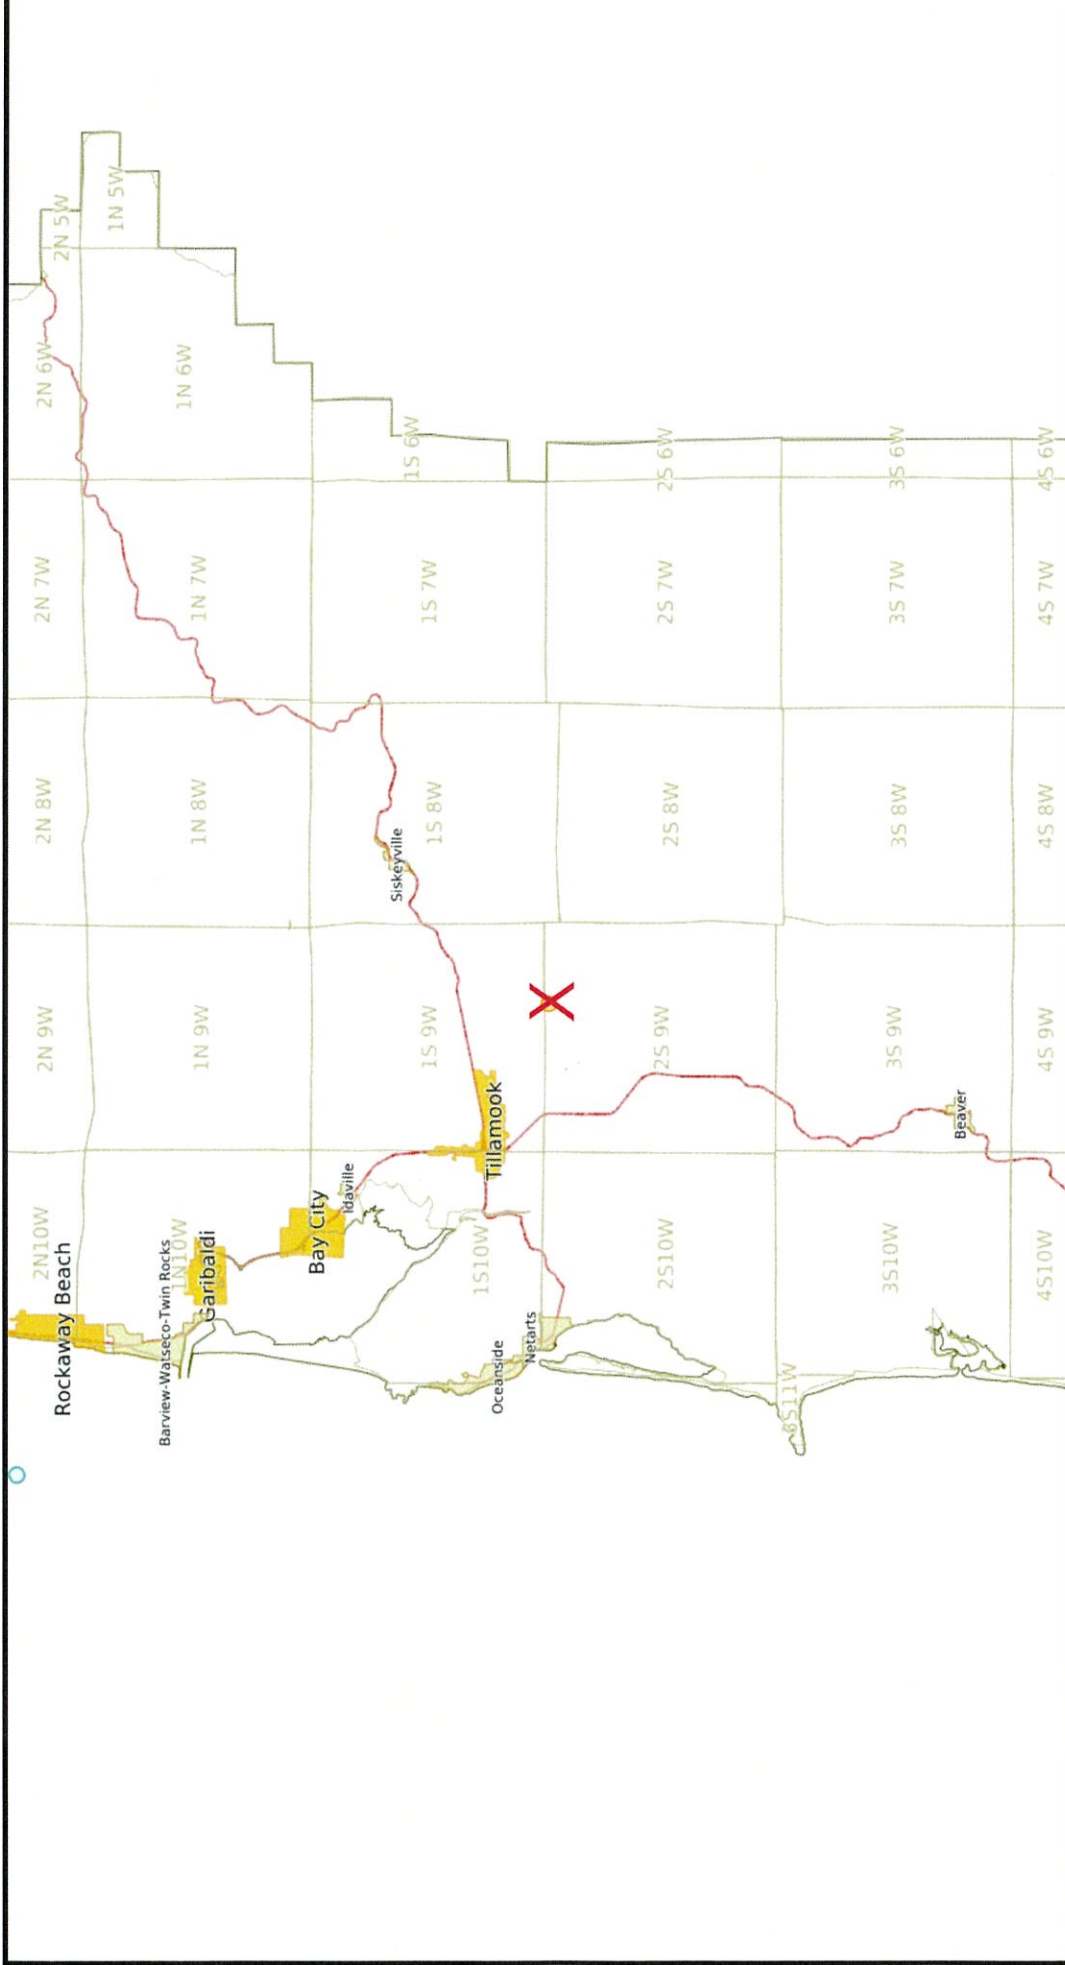 2N 5W
1N 5W
2N 6W
1N 6W
1S 6W
2S 6W
3S 6W
4S 6W
2N 7W
1N 7W
1S 7W
2S 7W
3S 7W
4S 7W
2N 8W
1N 8W
1S 8W
2S 8W
3S 8W
4S 8W
Siskeyville
2N 9W
1N 9W
1S 9W
2S 9W
3S 9W
4S 9W
X
Tillamook
Beaver
Idaville
Bay City
2N10W
1N10W
1S10W
2S10W
3S10W
4S10W
Garibaldi
Rockaway Beach
Barview-Watseco-Twin Rocks
Netarts
Oceanside
3S11W